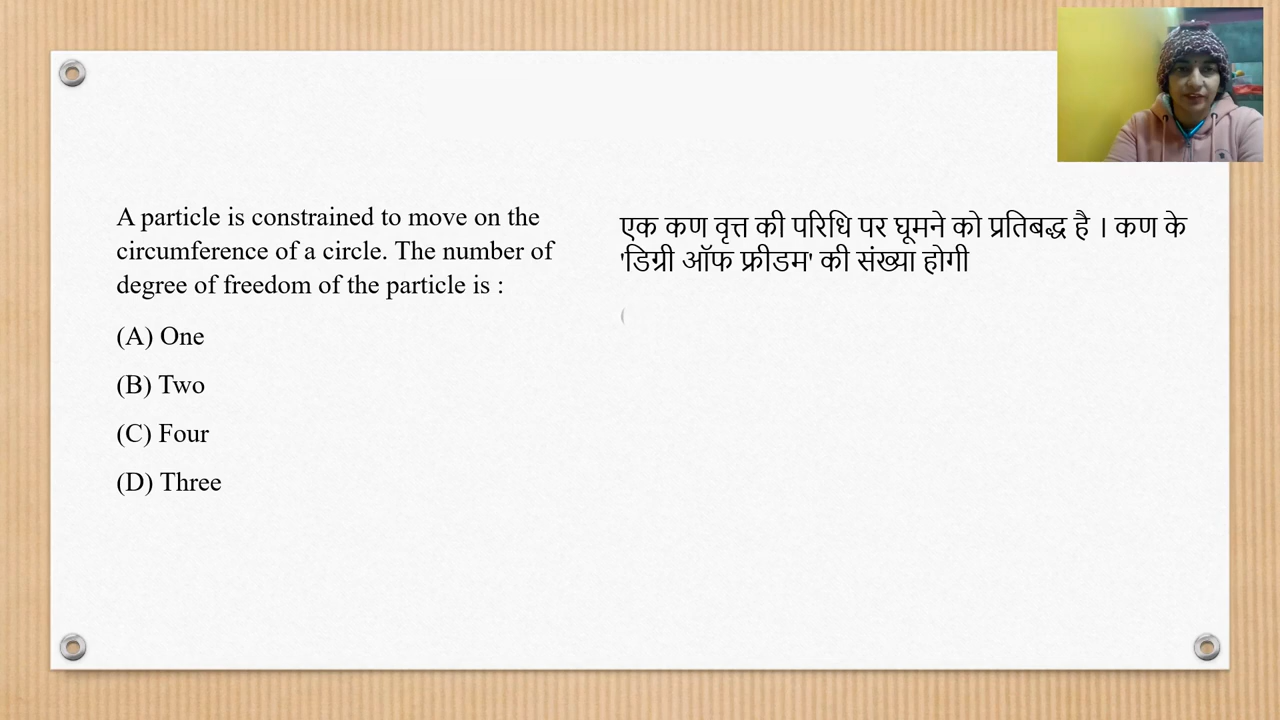 A particle is constrained to move on the
circumference of a circle. The number of
degree of freedom of the particle is :
(A) One
(B) Two
(C) Four
(D) Three
एक कण वृत्त की परिधि पर घूमने को प्रतिबद्ध है । कण के
'डिग्री ऑफ फ्रीडम' की संख्या होगी
(